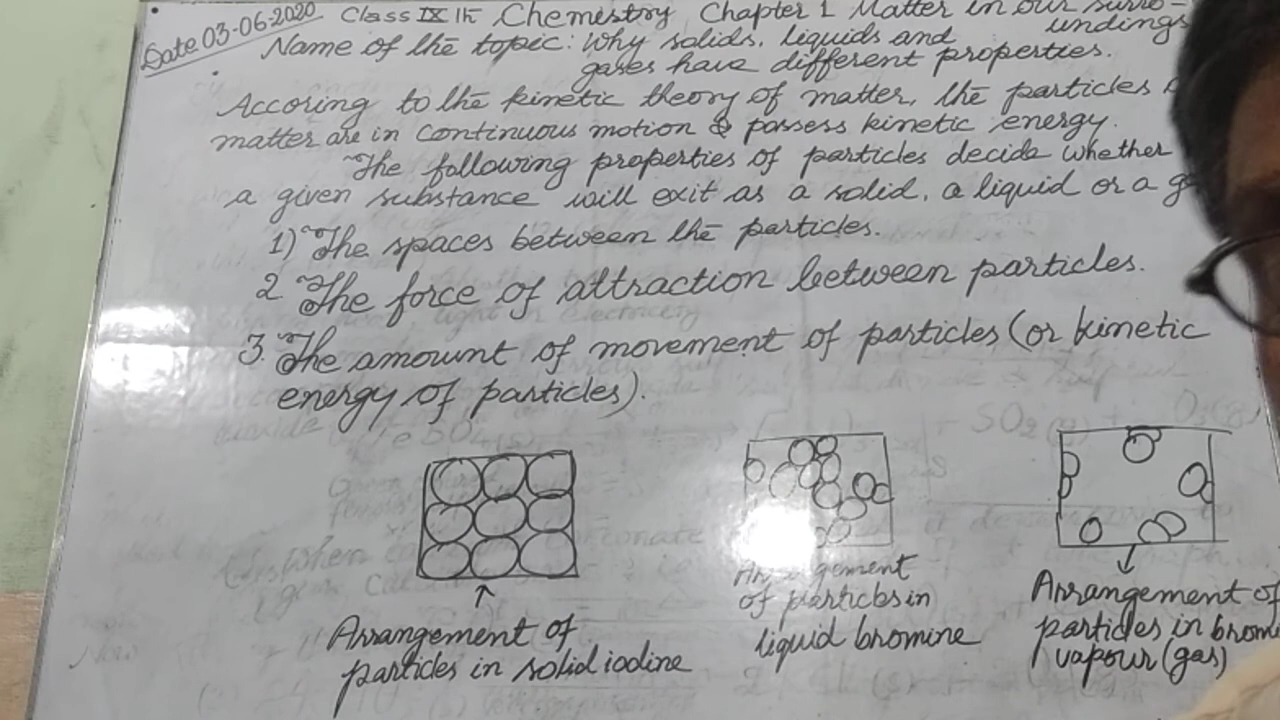 Date 03-06-2020
Class IX th Chemestry Chapter 1 Matter in our surro-
undings
Name of the topic: Why solids, liquids and
gases have different properties.
Accoring to the kinetic theory of matter, the particles
matter are in continuous motion & possess kinetic energy.
The following properties of particles decide whether
a given substance will exit as a solid, a liquid or a g
1) The spaces between the particles.
2 The force of attraction between particles.
3. The amount of movement of particles (or kinetic
energy of particles).
Arrangement of
particles in solid iodine
Arrangement
of particles in
liquid bromine
Arrangement of
particles in bromi
vapour (gas)